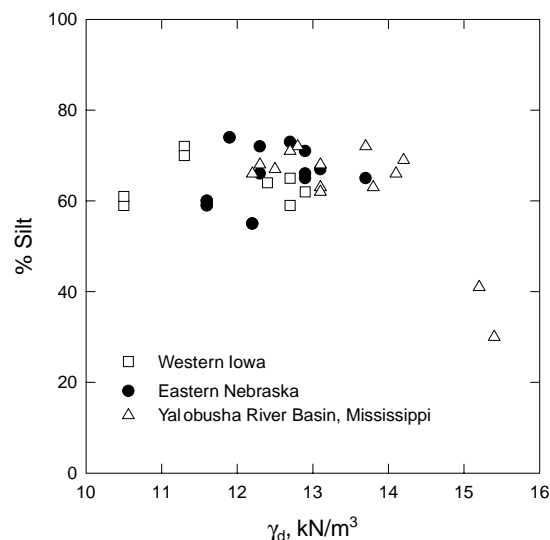 100
80
60
40
20
0
% Silt
Western Iowa
Eastern Nebraska
Yalobusha River Basin, Mississippi
10 11 12 13 14 15 16
γd, kN/m³